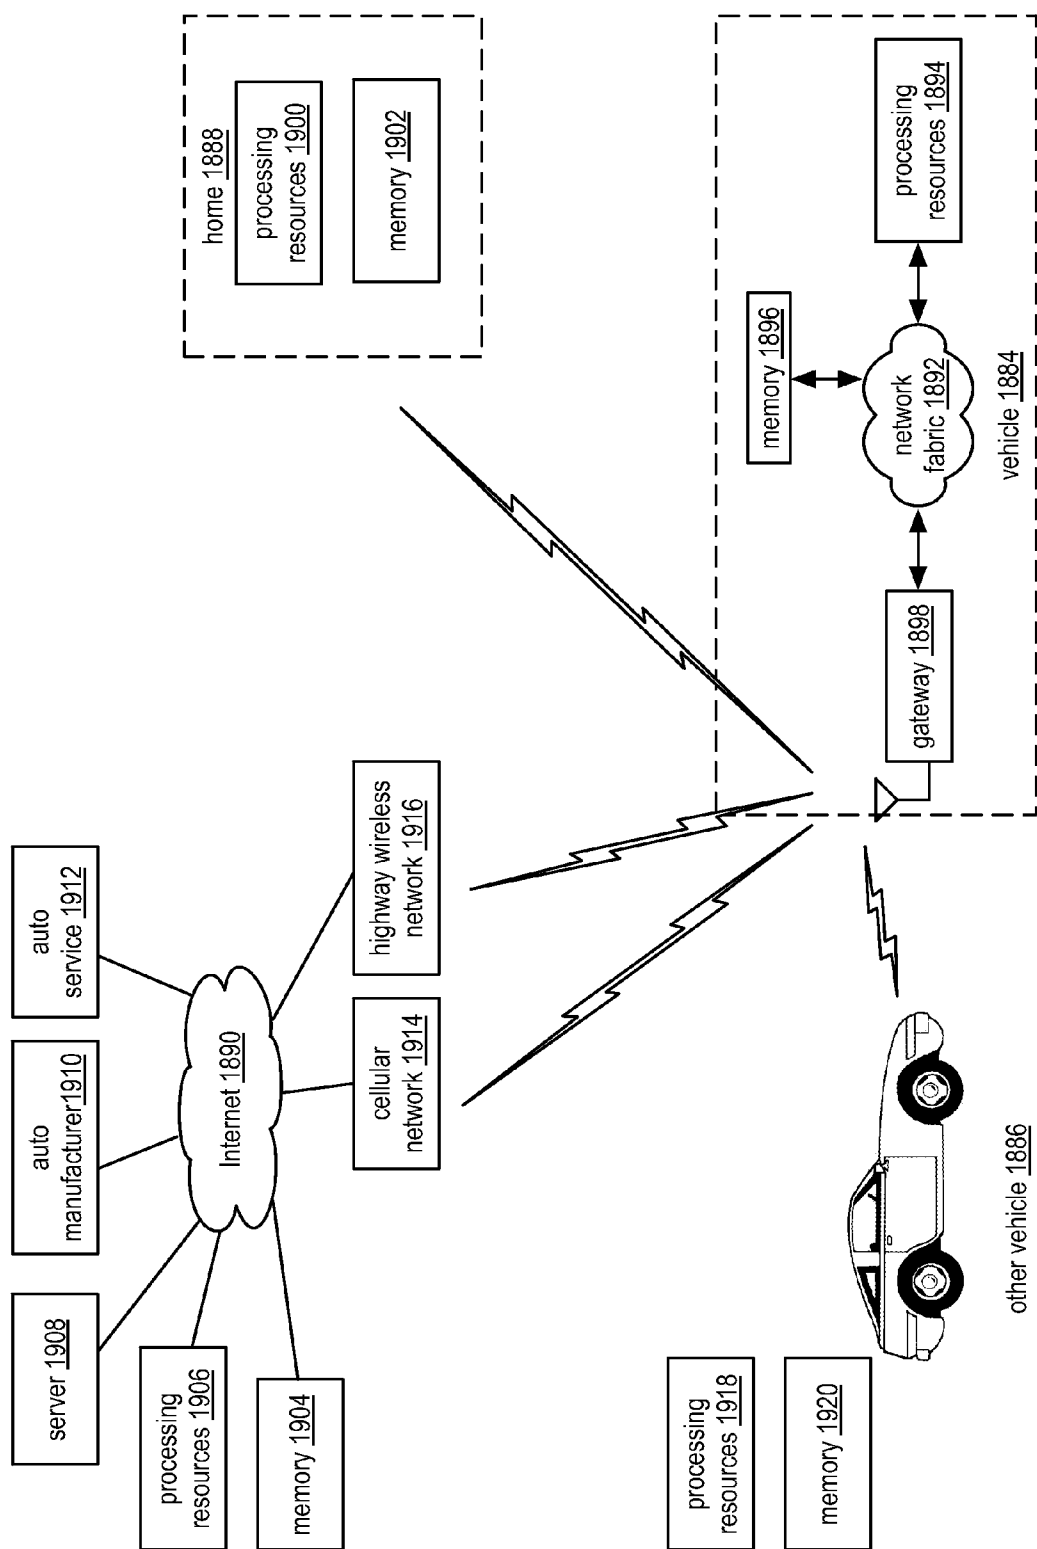 server 1908
auto
manufacturer1910
auto
service 1912
processing
resources 1906
memory 1904
Internet 1890
cellular
network 1914
highway wireless
network 1916
home 1888
processing
resources 1900
memory 1902
processing
resources 1918
memory 1920
other vehicle 1886
gateway 1898
memory 1896
network
fabric 1892
processing
resources 1894
vehicle 1884